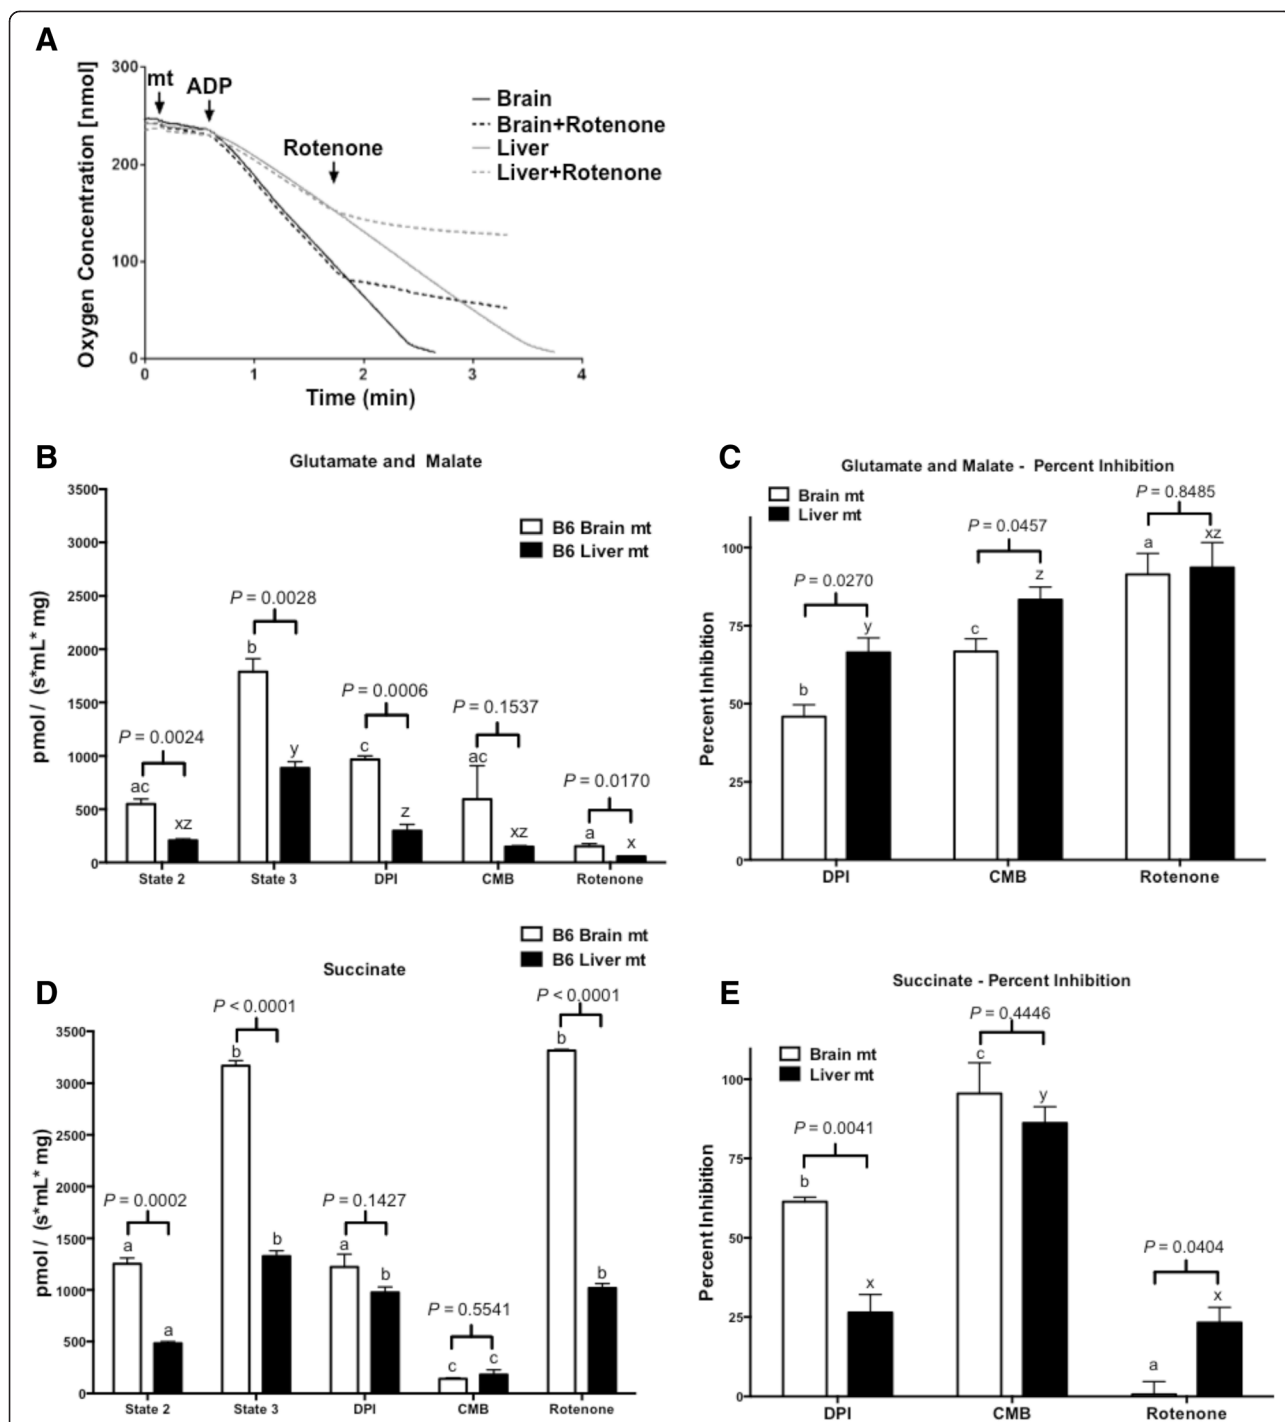 A
Oxygen Concentration [nmol]
300
200
100
0
mt
ADP
Rotenone
Brain
Brain+Rotenone
Liver
Liver+Rotenone
0 1 2 3 4
Time (min)
B
Glutamate and Malate
pmol / (s*mL* mg)
3500
3000
2500
2000
1500
1000
500
0
B6 Brain mt
B6 Liver mt
P = 0.0024
ac
xz
P = 0.0028
b
y
P = 0.0006
c
z
P = 0.1537
ac
xz
P = 0.0170
a
x
State 2 State 3 DPI CMB Rotenone
C
Glutamate and Malate - Percent Inhibition
Brain mt
Liver mt
Percent Inhibition
100
75
50
25
0
P = 0.0270
b
y
P = 0.0457
c
z
P = 0.8485
a
xz
DPI CMB Rotenone
D
Succinate
B6 Brain mt
B6 Liver mt
pmol / (s*mL* mg)
3500
3000
2500
2000
1500
1000
500
0
P = 0.0002
a
a
P < 0.0001
b
b
P = 0.1427
a
b
P = 0.5541
c
c
P < 0.0001
b
b
State 2 State 3 DPI CMB Rotenone
E
Succinate - Percent Inhibition
Brain mt
Liver mt
Percent Inhibition
100
75
50
25
0
P = 0.0041
b
x
P = 0.4446
c
y
P = 0.0404
a
x
DPI CMB Rotenone